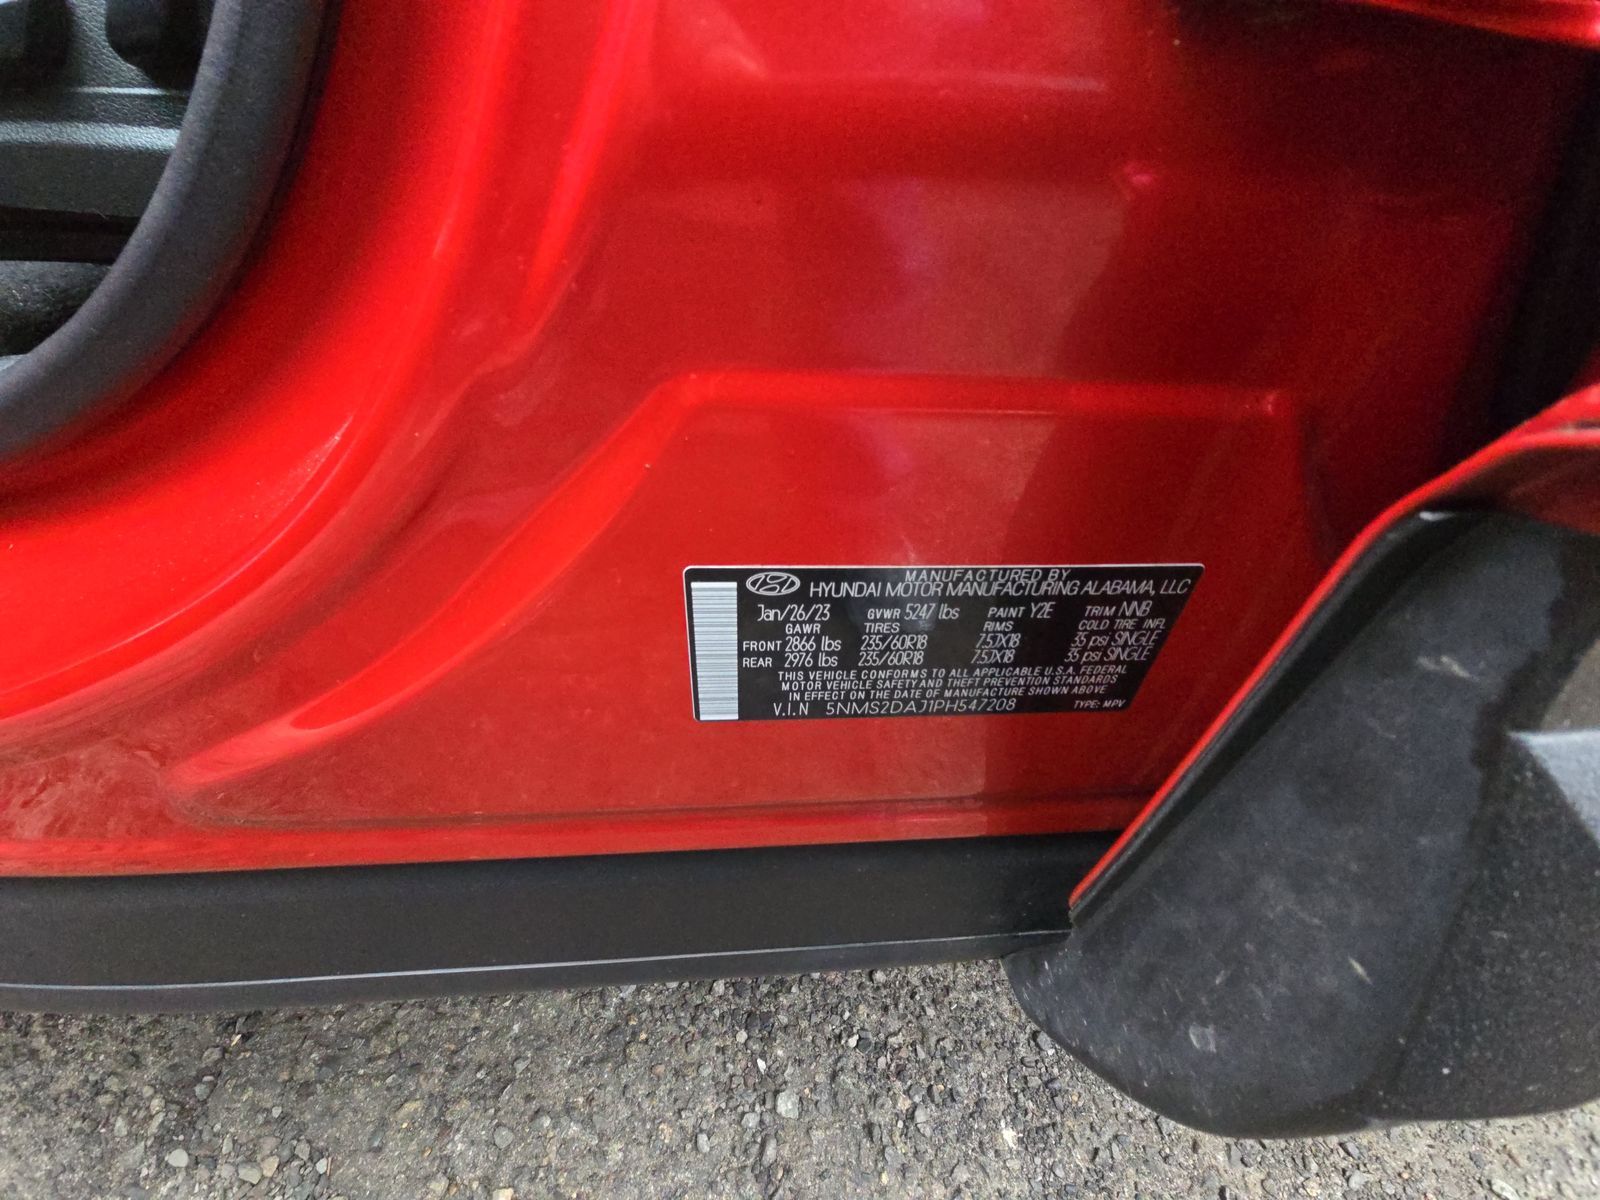 MANUFACTURED BY
HYUNDAI MOTOR MANUFACTURING ALABAMA, LLC
Jan/26/23 GVWR 5247 lbs PAINT Y2E TRIM NNB
GAWR TIRES RIMS COLD TIRE INFL
FRONT 2866 lbs 235/60R18 7.5JX18 35 psi SINGLE
REAR 2976 lbs 235/60R18 7.5JX18 35 psi SINGLE
THIS VEHICLE CONFORMS TO ALL APPLICABLE U.S.A. FEDERAL
MOTOR VEHICLE SAFETY AND THEFT PREVENTION STANDARDS
IN EFFECT ON THE DATE OF MANUFACTURE SHOWN ABOVE
V.I.N 5NMS2DAJ1PH547208 TYPE: MPV